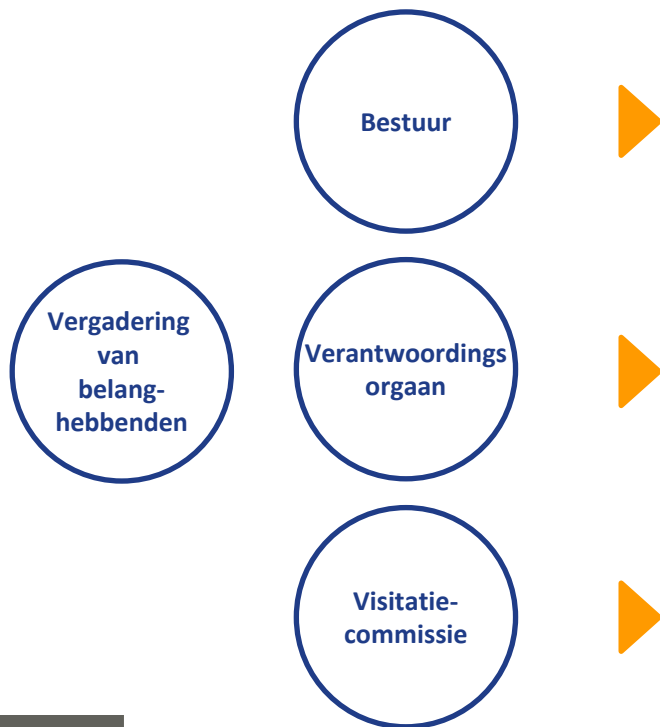 Bestuur
Vergadering
van
belang-
hebbenden
Verantwoordings
orgaan
Visitatie-
commissie